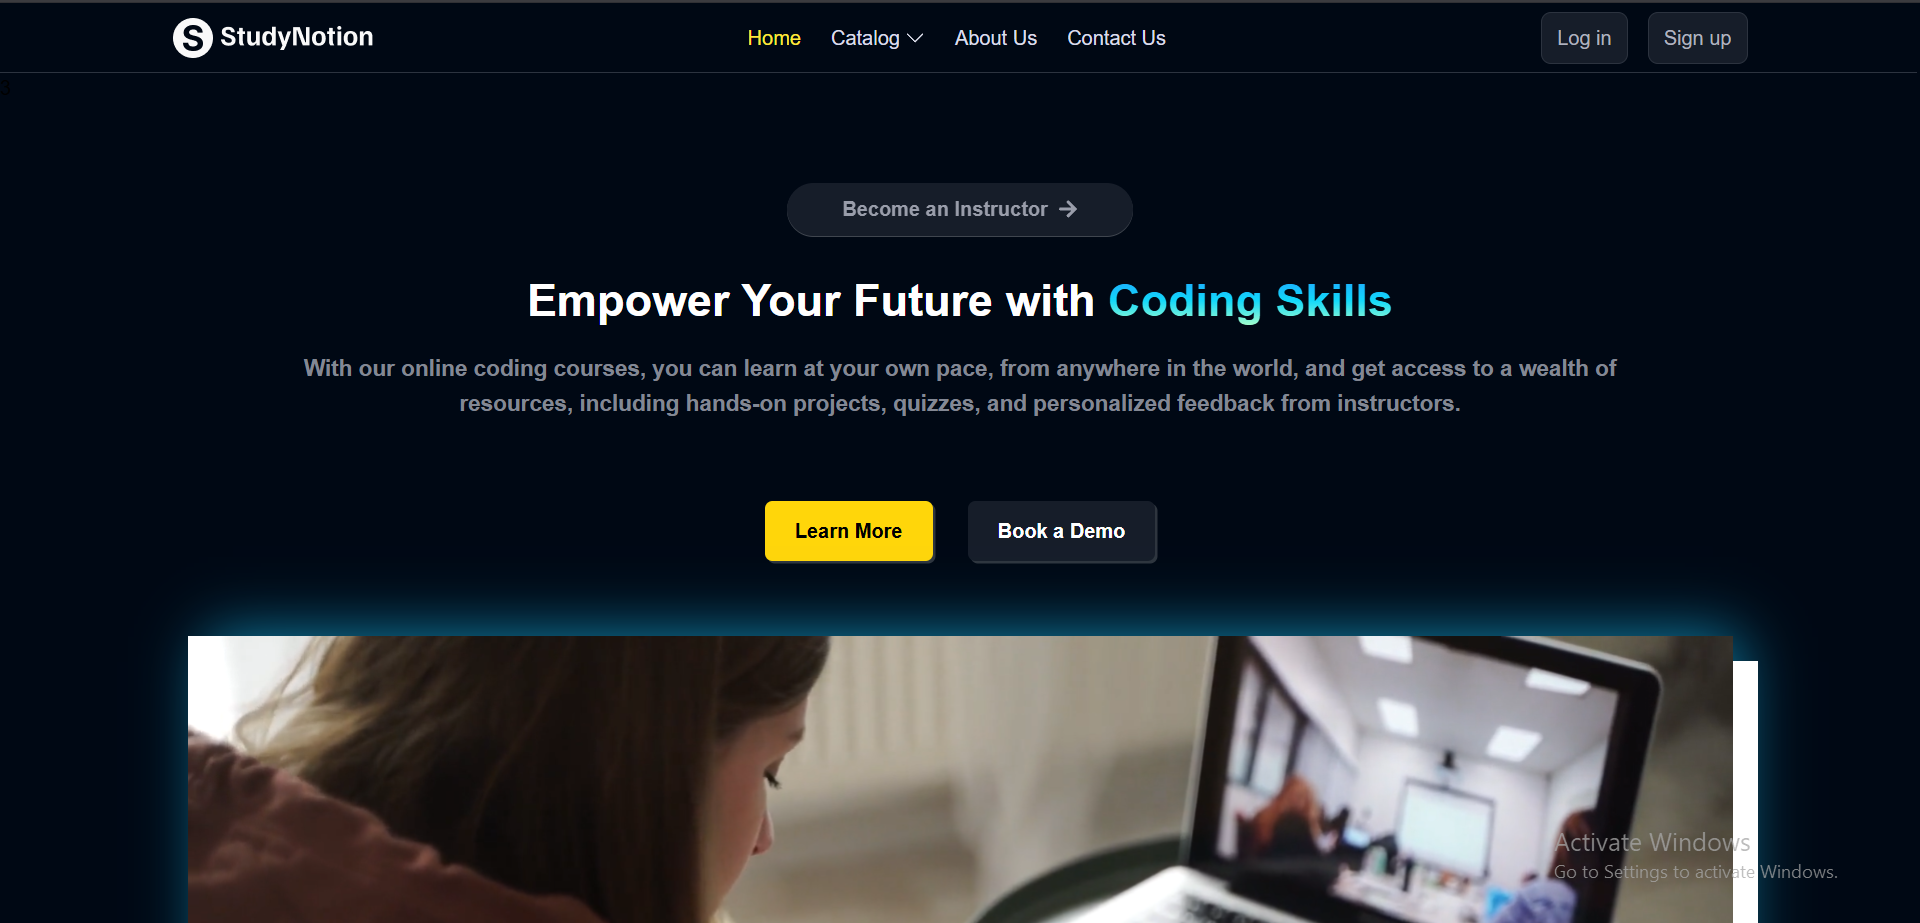 S StudyNotion
Home Catalog About Us Contact Us
Log in Sign up
3
Become an Instructor →
Empower Your Future with Coding Skills
With our online coding courses, you can learn at your own pace, from anywhere in the world, and get access to a wealth of
resources, including hands-on projects, quizzes, and personalized feedback from instructors.
Learn More Book a Demo
Activate Windows
Go to Settings to activate Windows.